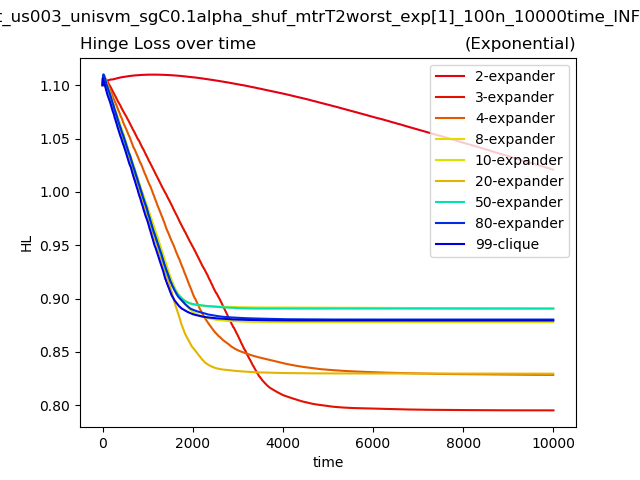 t_us003_unisvm_sgC0.1alpha_shuf_mtrT2worst_exp[1]_100n_10000time_INF
Hinge Loss over time (Exponential)
2-expander
3-expander
4-expander
8-expander
10-expander
20-expander
50-expander
80-expander
99-clique
HL
1.10
1.05
1.00
0.95
0.90
0.85
0.80
0 2000 4000 6000 8000 10000
time